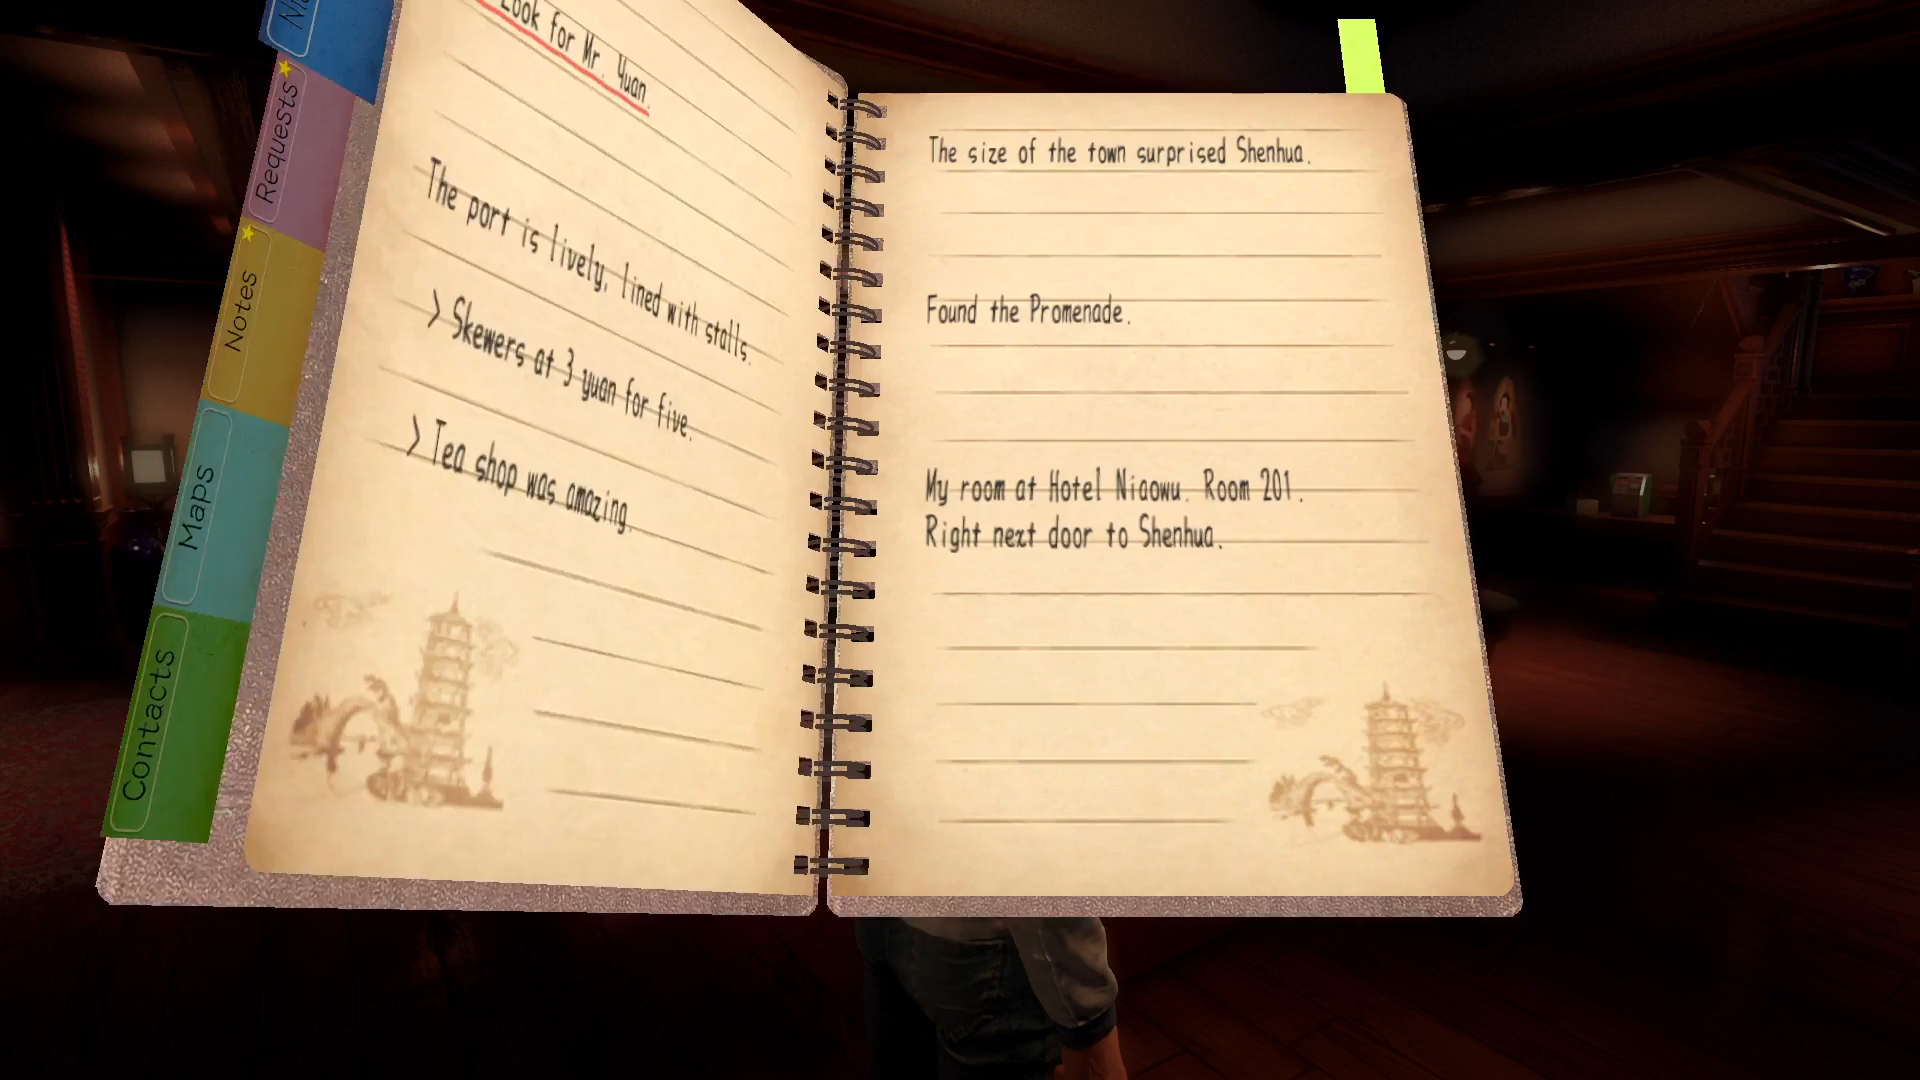 Look for Mr. Yuan.
The port is lively, lined with stalls.
> Skewers at 3 yuan for five.
> Tea shop was amazing.
The size of the town surprised Shenhua.
Found the Promenade.
My room at Hotel Niaowu. Room 201.
Right next door to Shenhua.
Requests
Notes
Maps
Contacts